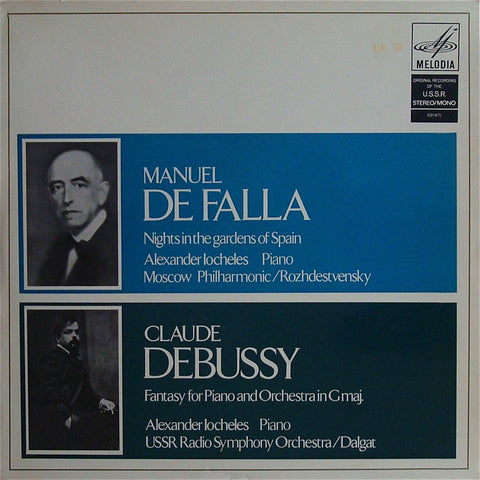 MELODIA
ORIGINAL RECORDING
OF THE
U.S.S.R.
STEREO/MONO
MANUEL
DE FALLA
Nights in the gardens of Spain
Alexander Iocheles Piano
Moscow Philharmonic/Rozhdestvensky
CLAUDE
DEBUSSY
Fantasy for Piano and Orchestra in G maj.
Alexander Iocheles Piano
USSR Radio Symphony Orchestra/Dalgat